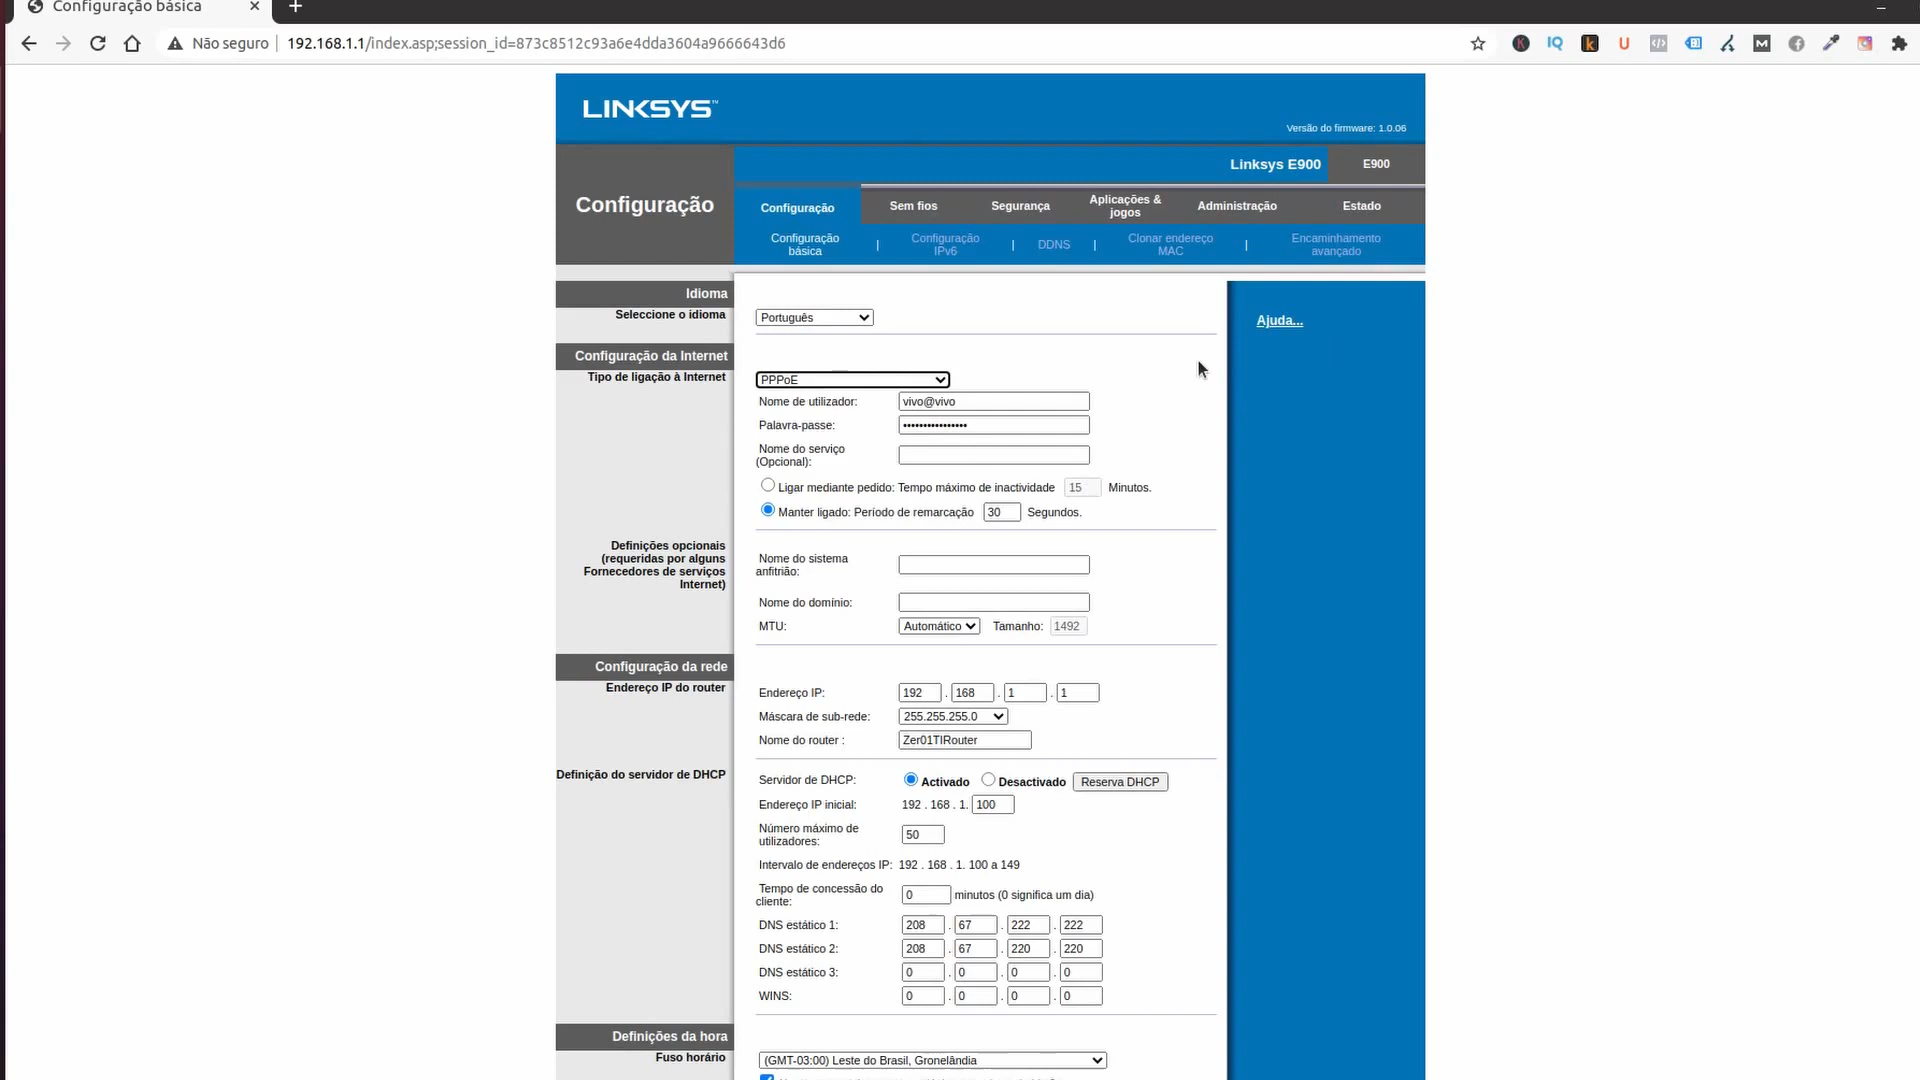 Configuração básica
Não seguro
192.168.1.1/index.asp;session_id=873c8512c93a6e4dda3604a9666643d6
LINKSYS™
Versão do firmware: 1.0.06
Linksys E900
E900
Configuração
Configuração
Sem fios
Segurança
Aplicações &
jogos
Administração
Estado
Configuração
básica
|
Configuração
IPv6
|
DDNS
|
Clonar endereço
MAC
|
Encaminhamento
avançado
Idioma
Seleccione o idioma
Português
Ajuda...
Configuração da Internet
Tipo de ligação à Internet
PPPoE
Nome de utilizador: vivo@vivo
Palavra-passe: ••••••••••••••••
Nome do serviço
(Opcional):
Ligar mediante pedido: Tempo máximo de inactividade 15 Minutos.
Manter ligado: Período de remarcação 30 Segundos.
Definições opcionais
(requeridas por alguns
Fornecedores de serviços
Internet)
Nome do sistema
anfitrião:
Nome do domínio:
MTU: Automático Tamanho: 1492
Configuração da rede
Endereço IP do router
Endereço IP: 192 . 168 . 1 . 1
Máscara de sub-rede: 255.255.255.0
Nome do router : Zer01TIRouter
Definição do servidor de DHCP
Servidor de DHCP: Activado Desactivado Reserva DHCP
Endereço IP inicial: 192 . 168 . 1. 100
Número máximo de
utilizadores: 50
Intervalo de endereços IP: 192 . 168 . 1. 100 a 149
Tempo de concessão do
cliente: 0 minutos (0 significa um dia)
DNS estático 1: 208 . 67 . 222 . 222
DNS estático 2: 208 . 67 . 220 . 220
DNS estático 3: 0 . 0 . 0 . 0
WINS: 0 . 0 . 0 . 0
Definições da hora
Fuso horário
(GMT-03:00) Leste do Brasil, Gronelândia